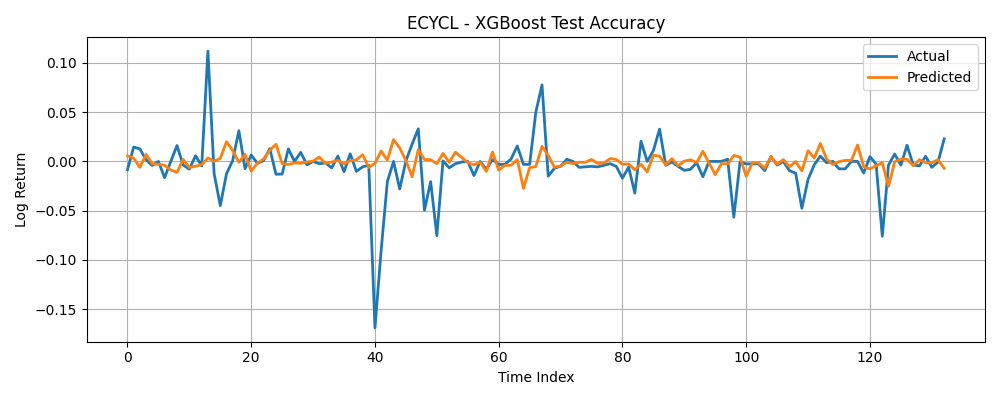 ECYCL - XGBoost Test Accuracy
Actual
Predicted
Log Return
0.10
0.05
0.00
−0.05
−0.10
−0.15
0 20 40 60 80 100 120
Time Index